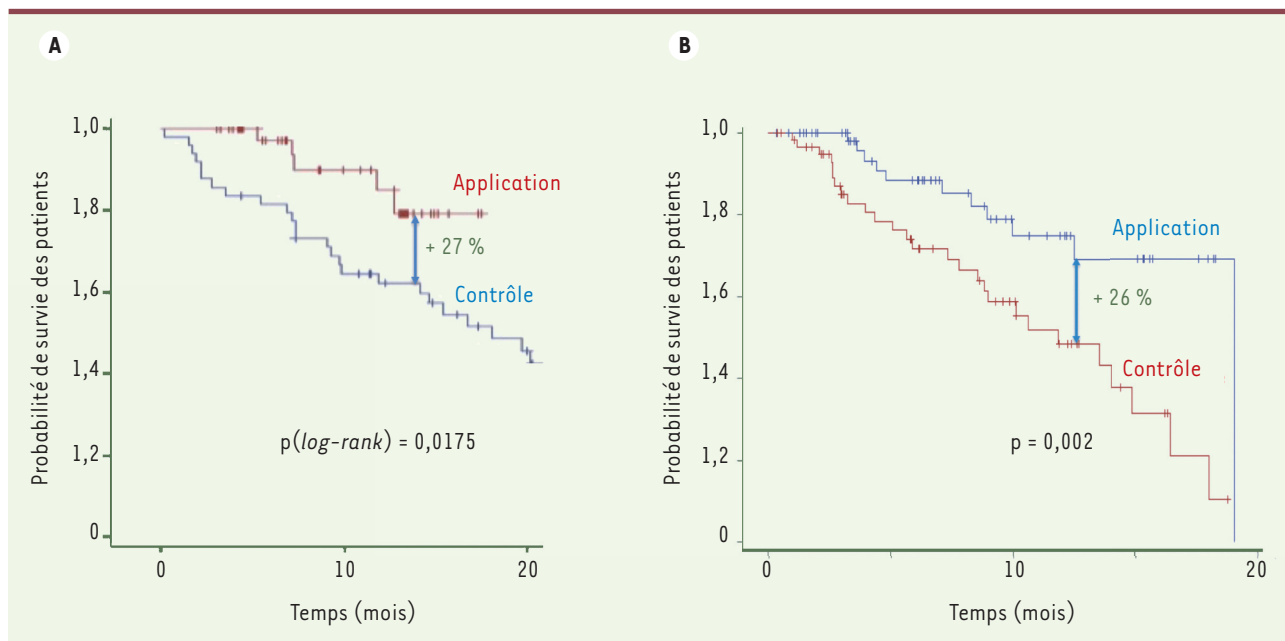 A
Probabilité de survie des patients
1,0
1,8
1,6
1,4
1,2
0
Application
+ 27 %
Contrôle
p(log-rank) = 0,0175
0
10
20
Temps (mois)
B
Probabilité de survie des patients
1,0
1,8
1,6
1,4
1,2
0
Application
+ 26 %
Contrôle
p = 0,002
0
10
20
Temps (mois)